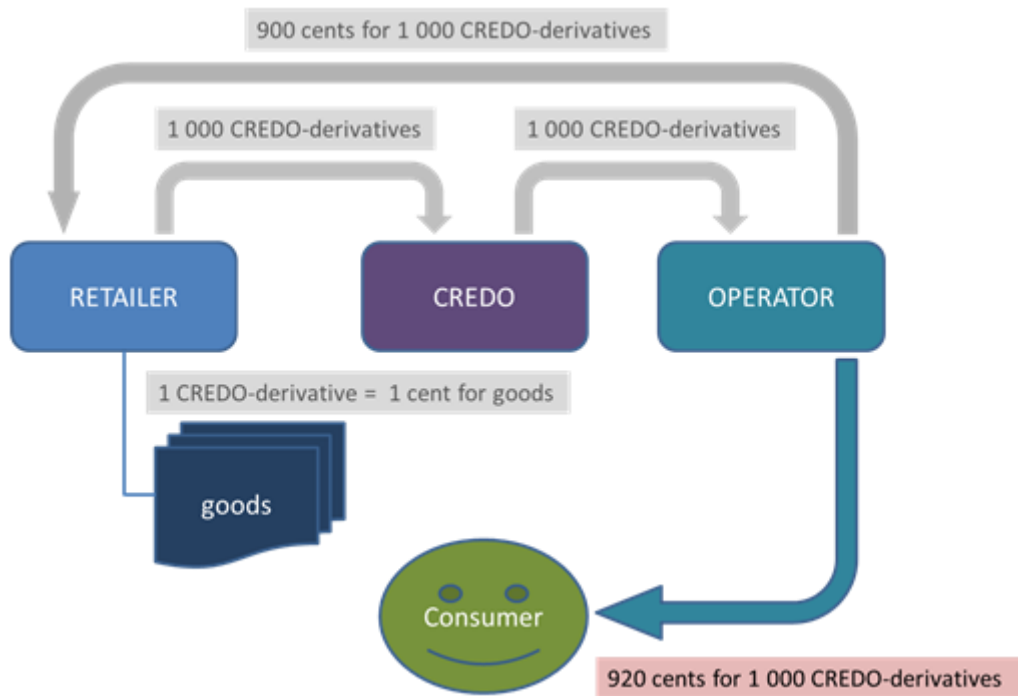 900 cents for 1 000 CREDO-derivatives
1 000 CREDO-derivatives
1 000 CREDO-derivatives
RETAILER
CREDO
OPERATOR
1 CREDO-derivative = 1 cent for goods
goods
Consumer
920 cents for 1 000 CREDO-derivatives